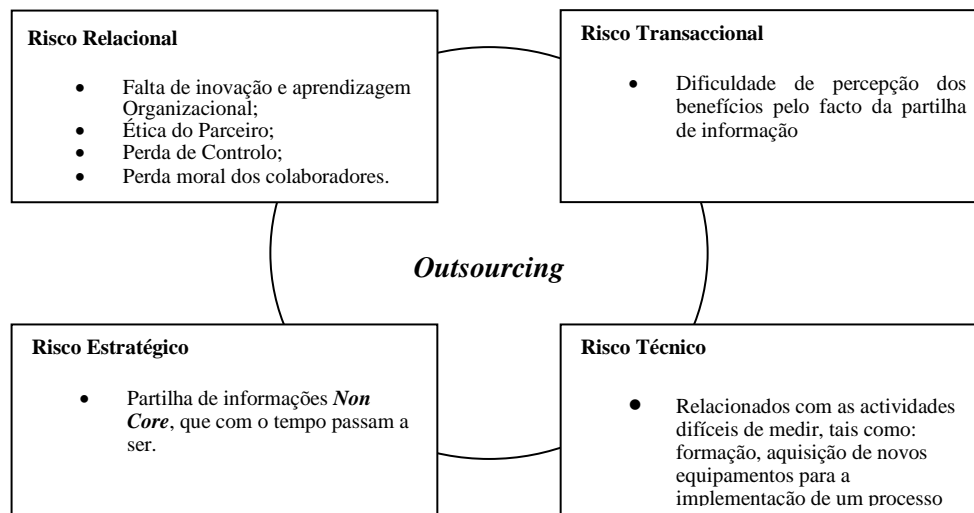 Risco Relacional
• Falta de inovação e aprendizagem
Organizacional;
• Ética do Parceiro;
• Perda de Controlo;
• Perda moral dos colaboradores.
Risco Transaccional
• Dificuldade de percepção dos
benefícios pelo facto da partilha
de informação
Outsourcing
Risco Estratégico
• Partilha de informações Non
Core, que com o tempo passam a
ser.
Risco Técnico
• Relacionados com as actividades
difíceis de medir, tais como:
formação, aquisição de novos
equipamentos para a
implementação de um processo